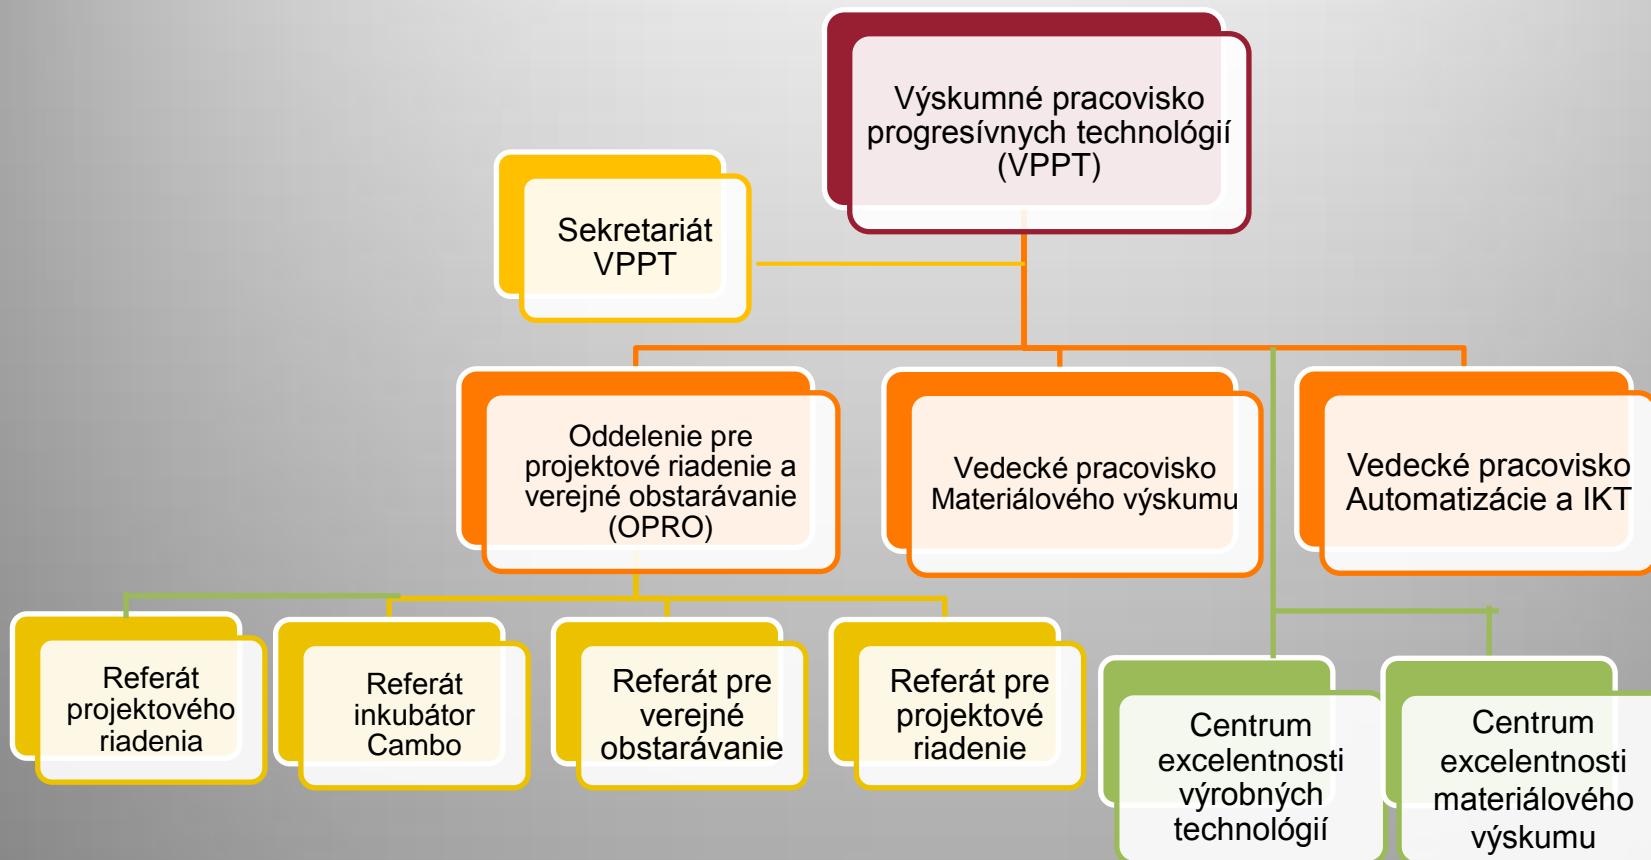 Výskumné pracovisko
progresívnych technológií
(VPPT)
Sekretariát
VPPT
Oddelenie pre
projektové riadenie a
verejné obstarávanie
(OPRO)
Vedecké pracovisko
Materiálového výskumu
Vedecké pracovisko
Automatizácie a IKT
Referát
projektového
riadenia
Referát
inkubátor
Cambo
Referát pre
verejné
obstarávanie
Referát pre
projektové
riadenie
Centrum
excelentnosti
výrobných
technológií
Centrum
excelentnosti
materiálového
výskumu